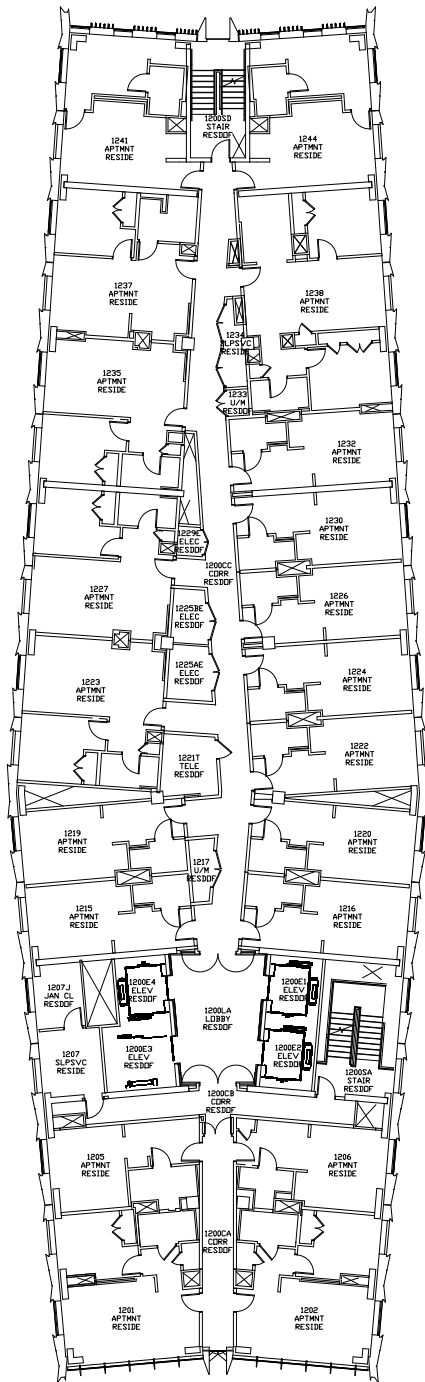 1200SD
STAIR
RESDOF
1241
APTMNT
RESIDE
1244
APTMNT
RESIDE
1237
APTMNT
RESIDE
1238
APTMNT
RESIDE
1234
SLPSVC
RESIDE
1235
APTMNT
RESIDE
1233
U/M
RESDOF
1232
APTMNT
RESIDE
1230
APTMNT
RESIDE
1229E
ELEC
RESDOF
1200CC
CORR
RESDOF
1227
APTMNT
RESIDE
1226
APTMNT
RESIDE
1225BE
ELEC
RESDOF
1225AE
ELEC
RESDOF
1223
APTMNT
RESIDE
1224
APTMNT
RESIDE
1221T
TELE
RESDOF
1222
APTMNT
RESIDE
1219
APTMNT
RESIDE
1220
APTMNT
RESIDE
1217
U/M
RESDOF
1215
APTMNT
RESIDE
1216
APTMNT
RESIDE
1207J
JAN CL
RESDOF
1200E4
ELEV
RESDOF
1200E1
ELEV
RESDOF
1200LA
LOBBY
RESDOF
1200E3
ELEV
RESDOF
1200E2
ELEV
RESDOF
1207
SLPSVC
RESIDE
1200SA
STAIR
RESDOF
1200CB
CORR
RESDOF
1205
APTMNT
RESIDE
1206
APTMNT
RESIDE
1200CA
CORR
RESDOF
1201
APTMNT
RESIDE
1202
APTMNT
RESIDE